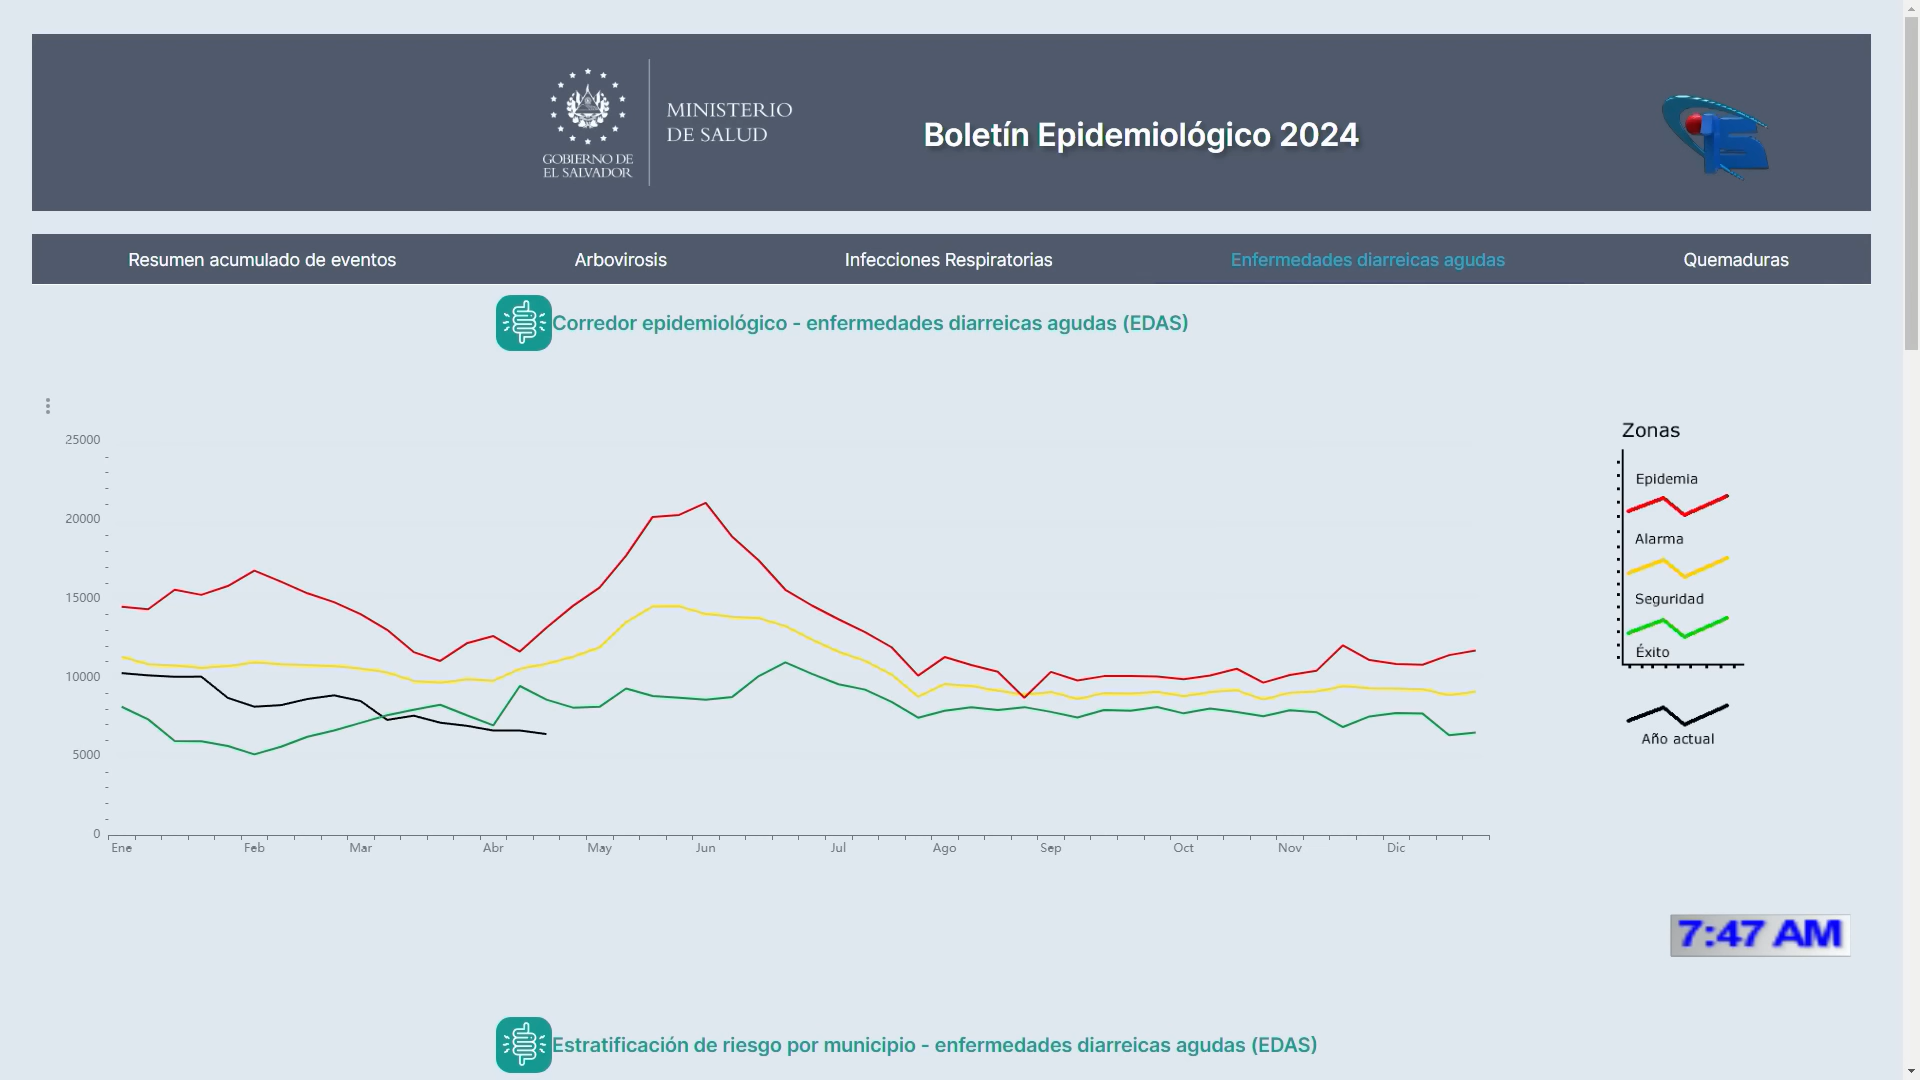 GOBIERNO DE
EL SALVADOR
MINISTERIO
DE SALUD
Boletín Epidemiológico 2024
Resumen acumulado de eventos
Arbovirosis
Infecciones Respiratorias
Enfermedades diarreicas agudas
Quemaduras
Corredor epidemiológico - enfermedades diarreicas agudas (EDAS)
25000
20000
15000
10000
5000
0
Ene
Feb
Mar
Abr
May
Jun
Jul
Ago
Sep
Oct
Nov
Dic
Zonas
Epidemia
Alarma
Seguridad
Éxito
Año actual
7:47 AM
Estratificación de riesgo por municipio - enfermedades diarreicas agudas (EDAS)